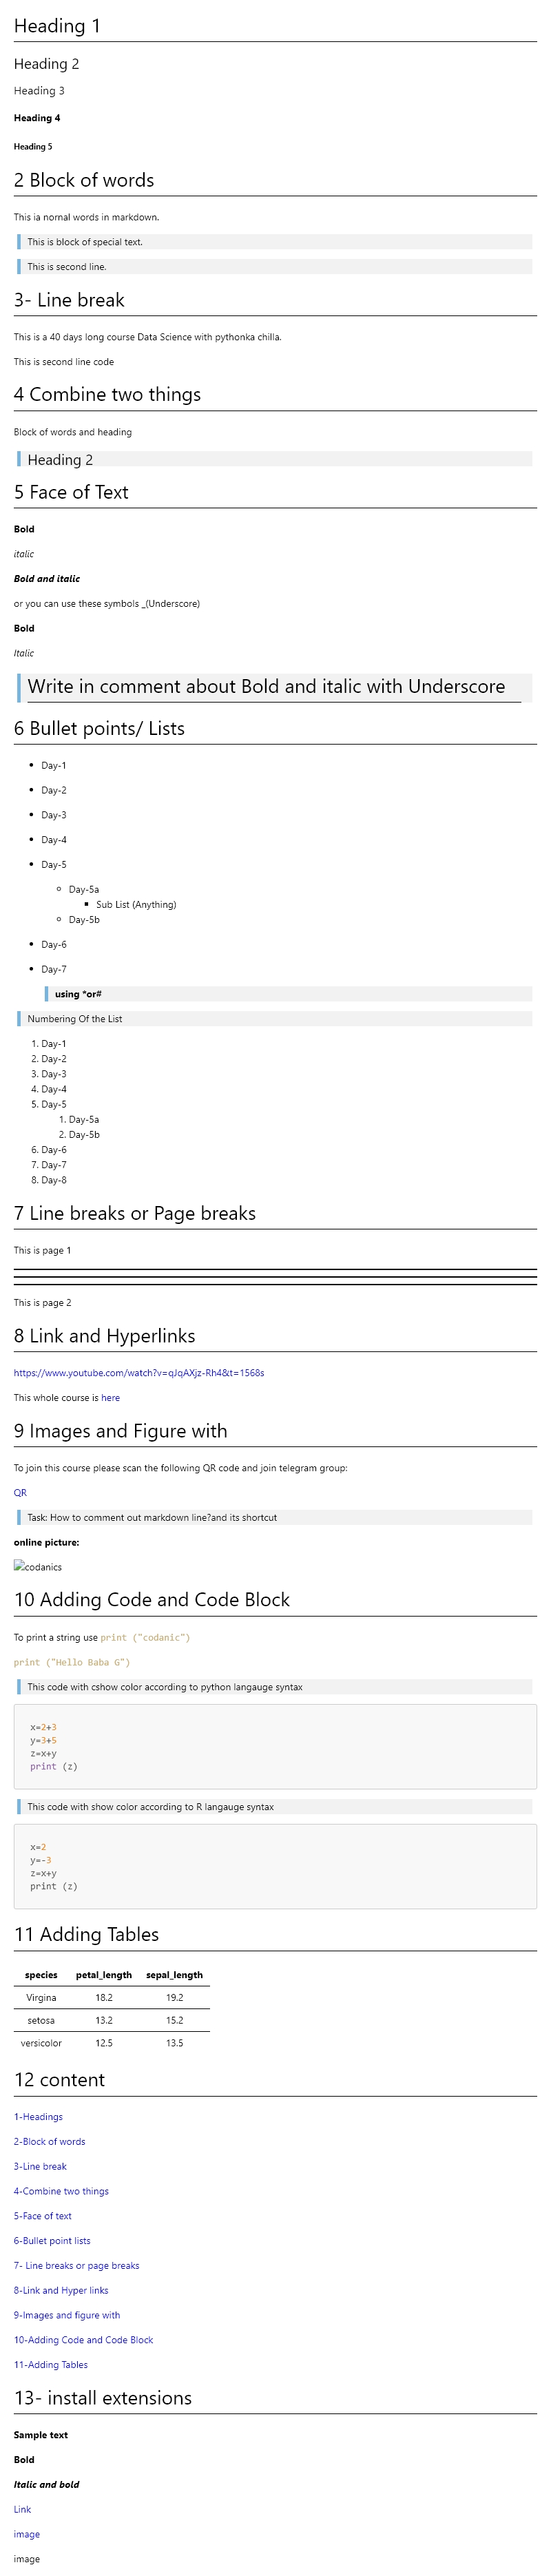 Heading 1
Heading 2
Heading 3
Heading 4
Heading 5
2 Block of words
This ia nornal words in markdown.
This is block of special text.
This is second line.
3- Line break
This is a 40 days long course Data Science with pythonka chilla.
This is second line code
4 Combine two things
Block of words and heading
Heading 2
5 Face of Text
Bold
italic
Bold and italic
or you can use these symbols _(Underscore)
Bold
Italic
Write in comment about Bold and italic with Underscore
6 Bullet points/ Lists
• Day-1
• Day-2
• Day-3
• Day-4
• Day-5
◦ Day-5a
▪ Sub List (Anything)
◦ Day-5b
• Day-6
• Day-7
using *or#
Numbering Of the List
1. Day-1
2. Day-2
3. Day-3
4. Day-4
5. Day-5
1. Day-5a
2. Day-5b
6. Day-6
7. Day-7
8. Day-8
7 Line breaks or Page breaks
This is page 1
This is page 2
8 Link and Hyperlinks
https://www.youtube.com/watch?v=qJqAXjz-Rh4&t=1568s
This whole course is here
9 Images and Figure with
To join this course please scan the following QR code and join telegram group:
QR
Task: How to comment out markdown line?and its shortcut
online picture:
codanics
10 Adding Code and Code Block
To print a string use print ("codanic")
print ("Hello Baba G")
This code with cshow color according to python langauge syntax
x=2+3
y=3+5
z=x+y
print (z)
This code with show color according to R langauge syntax
x=2
y=-3
z=x+y
print (z)
11 Adding Tables
species petal_length sepal_length
Virgina 18.2 19.2
setosa 13.2 15.2
versicolor 12.5 13.5
12 content
1-Headings
2-Block of words
3-Line break
4-Combine two things
5-Face of text
6-Bullet point lists
7- Line breaks or page breaks
8-Link and Hyper links
9-Images and figure with
10-Adding Code and Code Block
11-Adding Tables
13- install extensions
Sample text
Bold
Italic and bold
Link
image
image